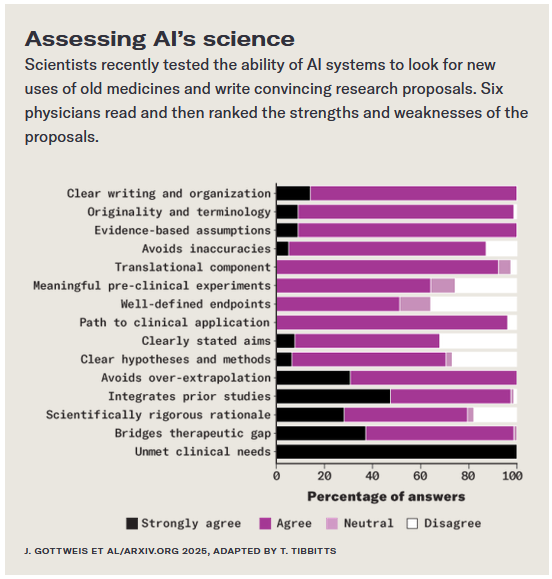 Assessing AI's science
Scientists recently tested the ability of AI systems to look for new
uses of old medicines and write convincing research proposals. Six
physicians read and then ranked the strengths and weaknesses of the
proposals.
Clear writing and organization
Originality and terminology
Evidence-based assumptions
Avoids inaccuracies
Translational component
Meaningful pre-clinical experiments
Well-defined endpoints
Path to clinical application
Clearly stated aims
Clear hypotheses and methods
Avoids over-extrapolation
Integrates prior studies
Scientifically rigorous rationale
Bridges therapeutic gap
Unmet clinical needs
0 20 40 60 80 100
Percentage of answers
Strongly agree Agree Neutral Disagree
J. GOTTWEIS ET AL/ARXIV.ORG 2025, ADAPTED BY T. TIBBITTS